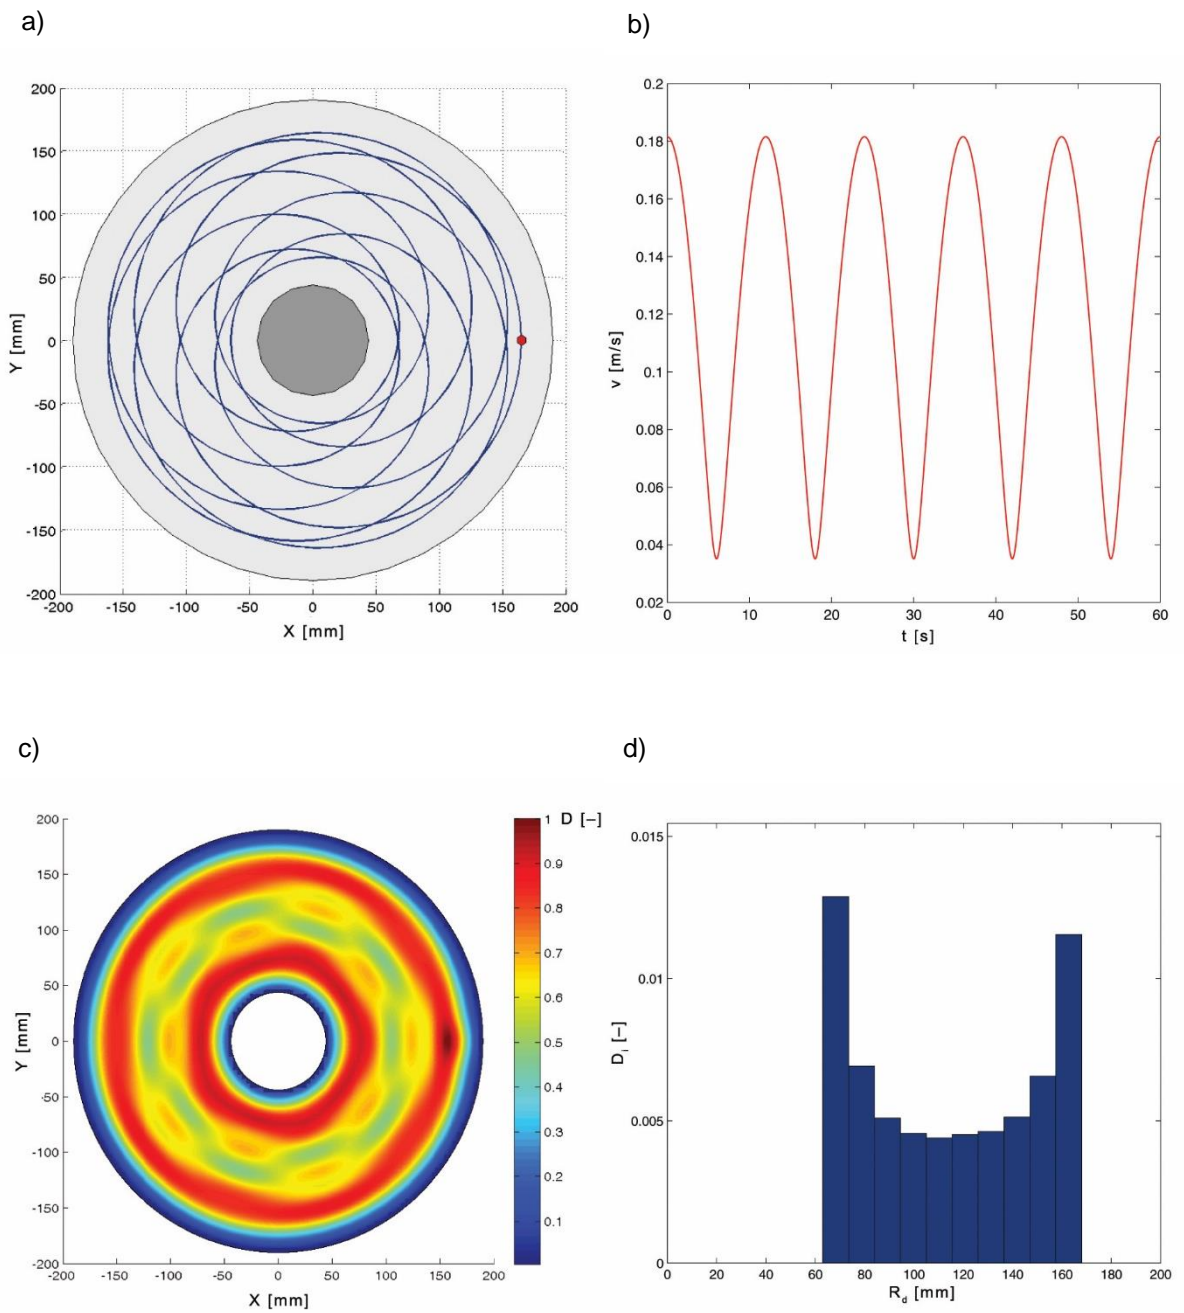 a)
b)
200
150
100
50
0
-50
-100
-150
-200
Y [mm]
-200 -150 -100 -50 0 50 100 150 200
X [mm]
0.2
0.18
0.16
0.14
0.12
0.1
0.08
0.06
0.04
0.02
v [m/s]
0 10 20 30 40 50 60
t [s]
c)
d)
200
150
100
50
0
-50
-100
-150
-200
Y [mm]
-200 -150 -100 -50 0 50 100 150 200
X [mm]
1 D [–]
0.9
0.8
0.7
0.6
0.5
0.4
0.3
0.2
0.1
0.015
0.01
0.005
0
D_i [–]
0 20 40 60 80 100 120 140 160 180 200
R_d [mm]